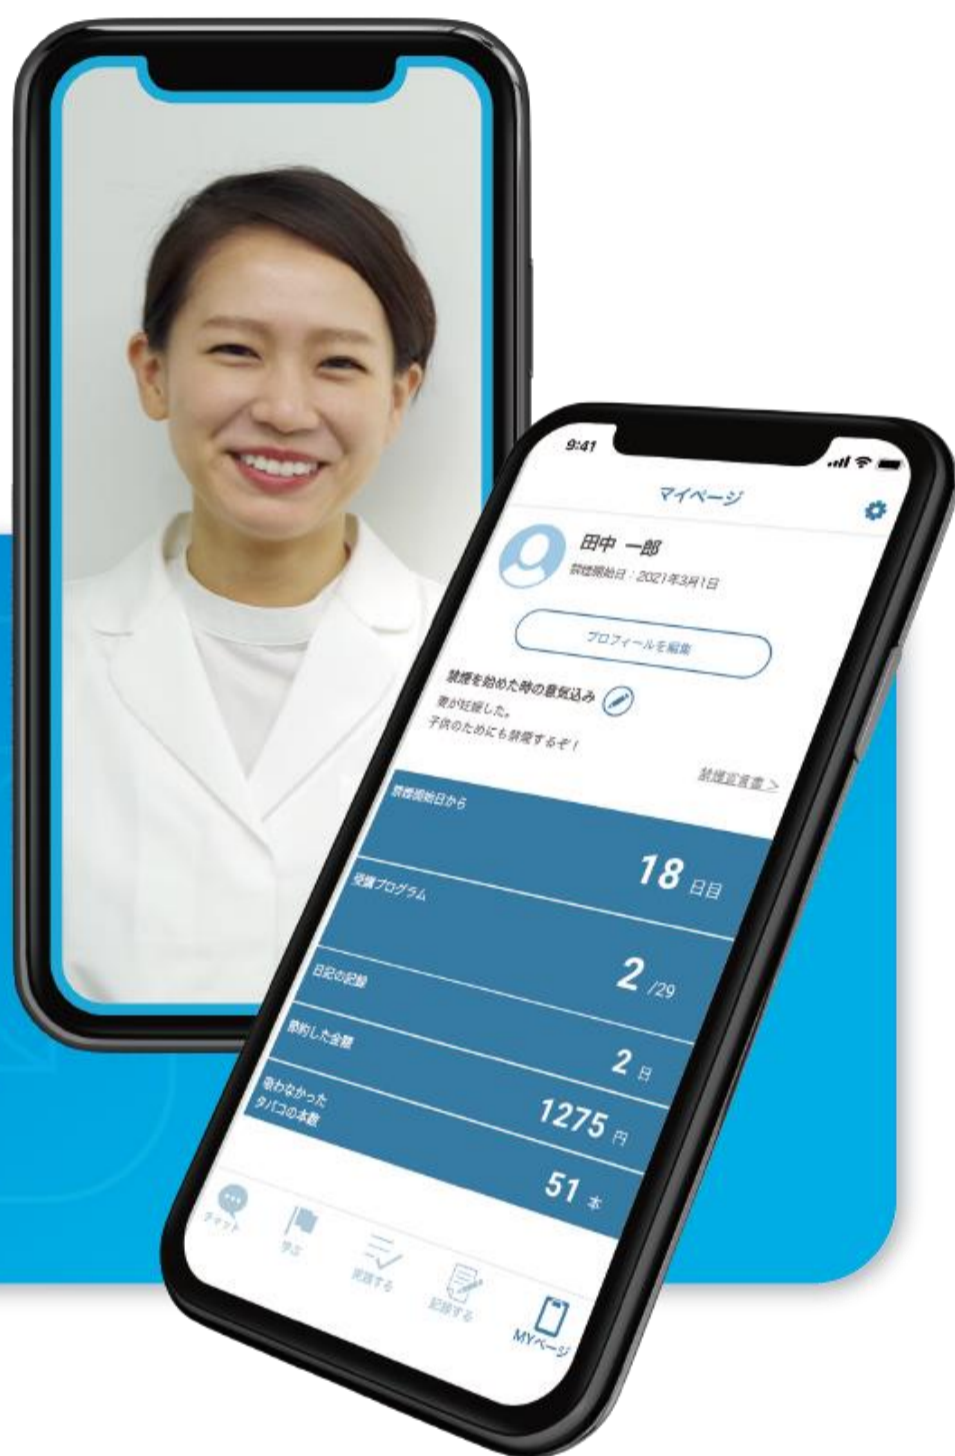 9:41
マイページ
田中 一郎
禁煙開始日：2021年3月1日
プロフィールを編集
禁煙を始めた時の意気込み
妻が妊娠した。
子供のためにも禁煙するぞ！
禁煙宣言書 >
禁煙開始日から
18 日目
受講プログラム
2 /29
日記の記録
2 日
節約した金額
1275 円
吸わなかった
タバコの本数
51 本
チャット
学ぶ
実践する
記録する
MYページ